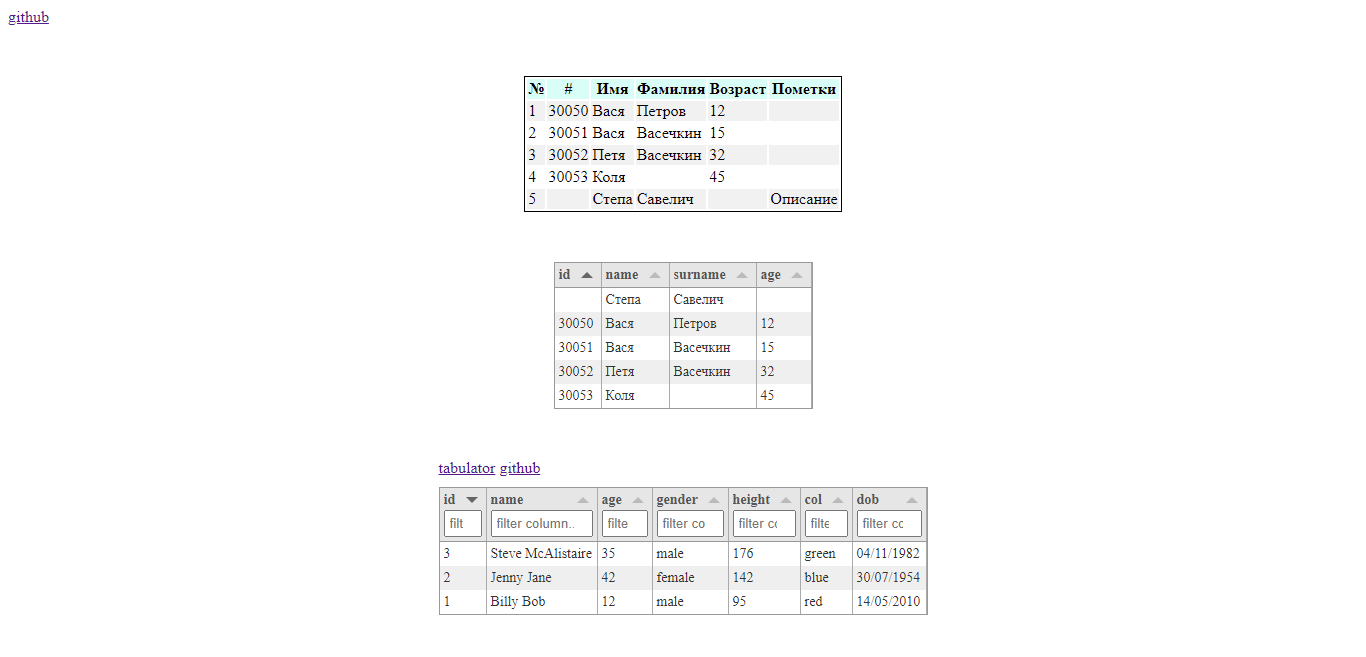 github
№ # Имя Фамилия Возраст Пометки
1 30050 Вася Петров 12
2 30051 Вася Васечкин 15
3 30052 Петя Васечкин 32
4 30053 Коля 45
5 Степа Савелич Описание
id name surname age
Степа Савелич
30050 Вася Петров 12
30051 Вася Васечкин 15
30052 Петя Васечкин 32
30053 Коля 45
tabulator github
id name age gender height col dob
filt filter column.. filte filter co filter co filte filter cc
3 Steve McAlistaire 35 male 176 green 04/11/1982
2 Jenny Jane 42 female 142 blue 30/07/1954
1 Billy Bob 12 male 95 red 14/05/2010